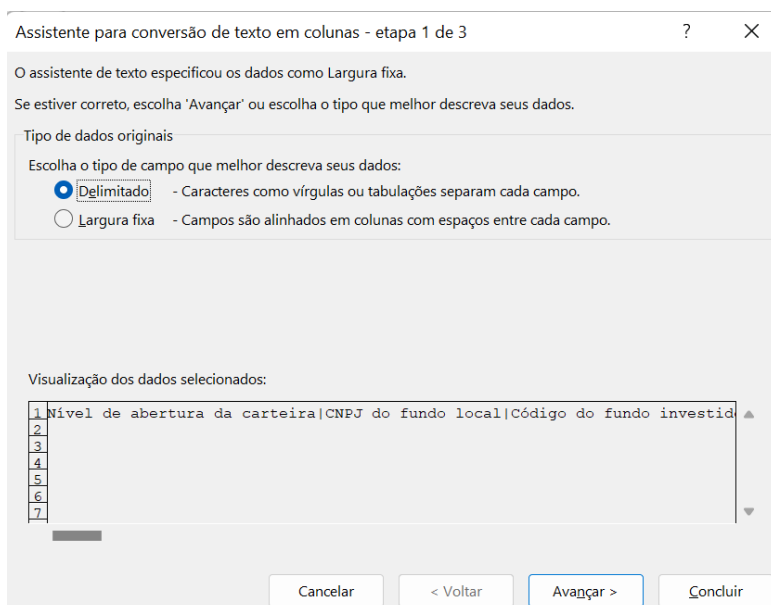 Assistente para conversão de texto em colunas - etapa 1 de 3 ?
O assistente de texto especificou os dados como Largura fixa.
Se estiver correto, escolha 'Avançar' ou escolha o tipo que melhor descreva seus dados.
Tipo de dados originais
Escolha o tipo de campo que melhor descreva seus dados:
Delimitado - Caracteres como vírgulas ou tabulações separam cada campo.
Largura fixa - Campos são alinhados em colunas com espaços entre cada campo.
Visualização dos dados selecionados:
1 Nível de abertura da carteira|CNPJ do fundo local|Código do fundo investid
2
3
4
5
6
7
Cancelar < Voltar Avançar > Concluir